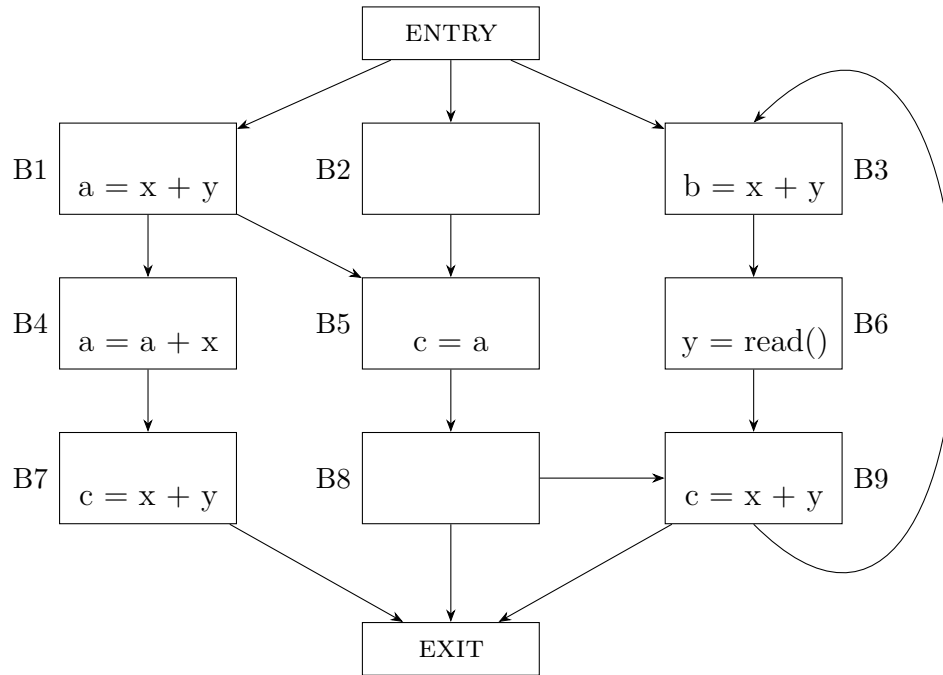 ENTRY
B1
a = x + y
B2
b = x + y
B3
B4
a = a + x
B5
c = a
y = read()
B6
B7
c = x + y
B8
c = x + y
B9
EXIT